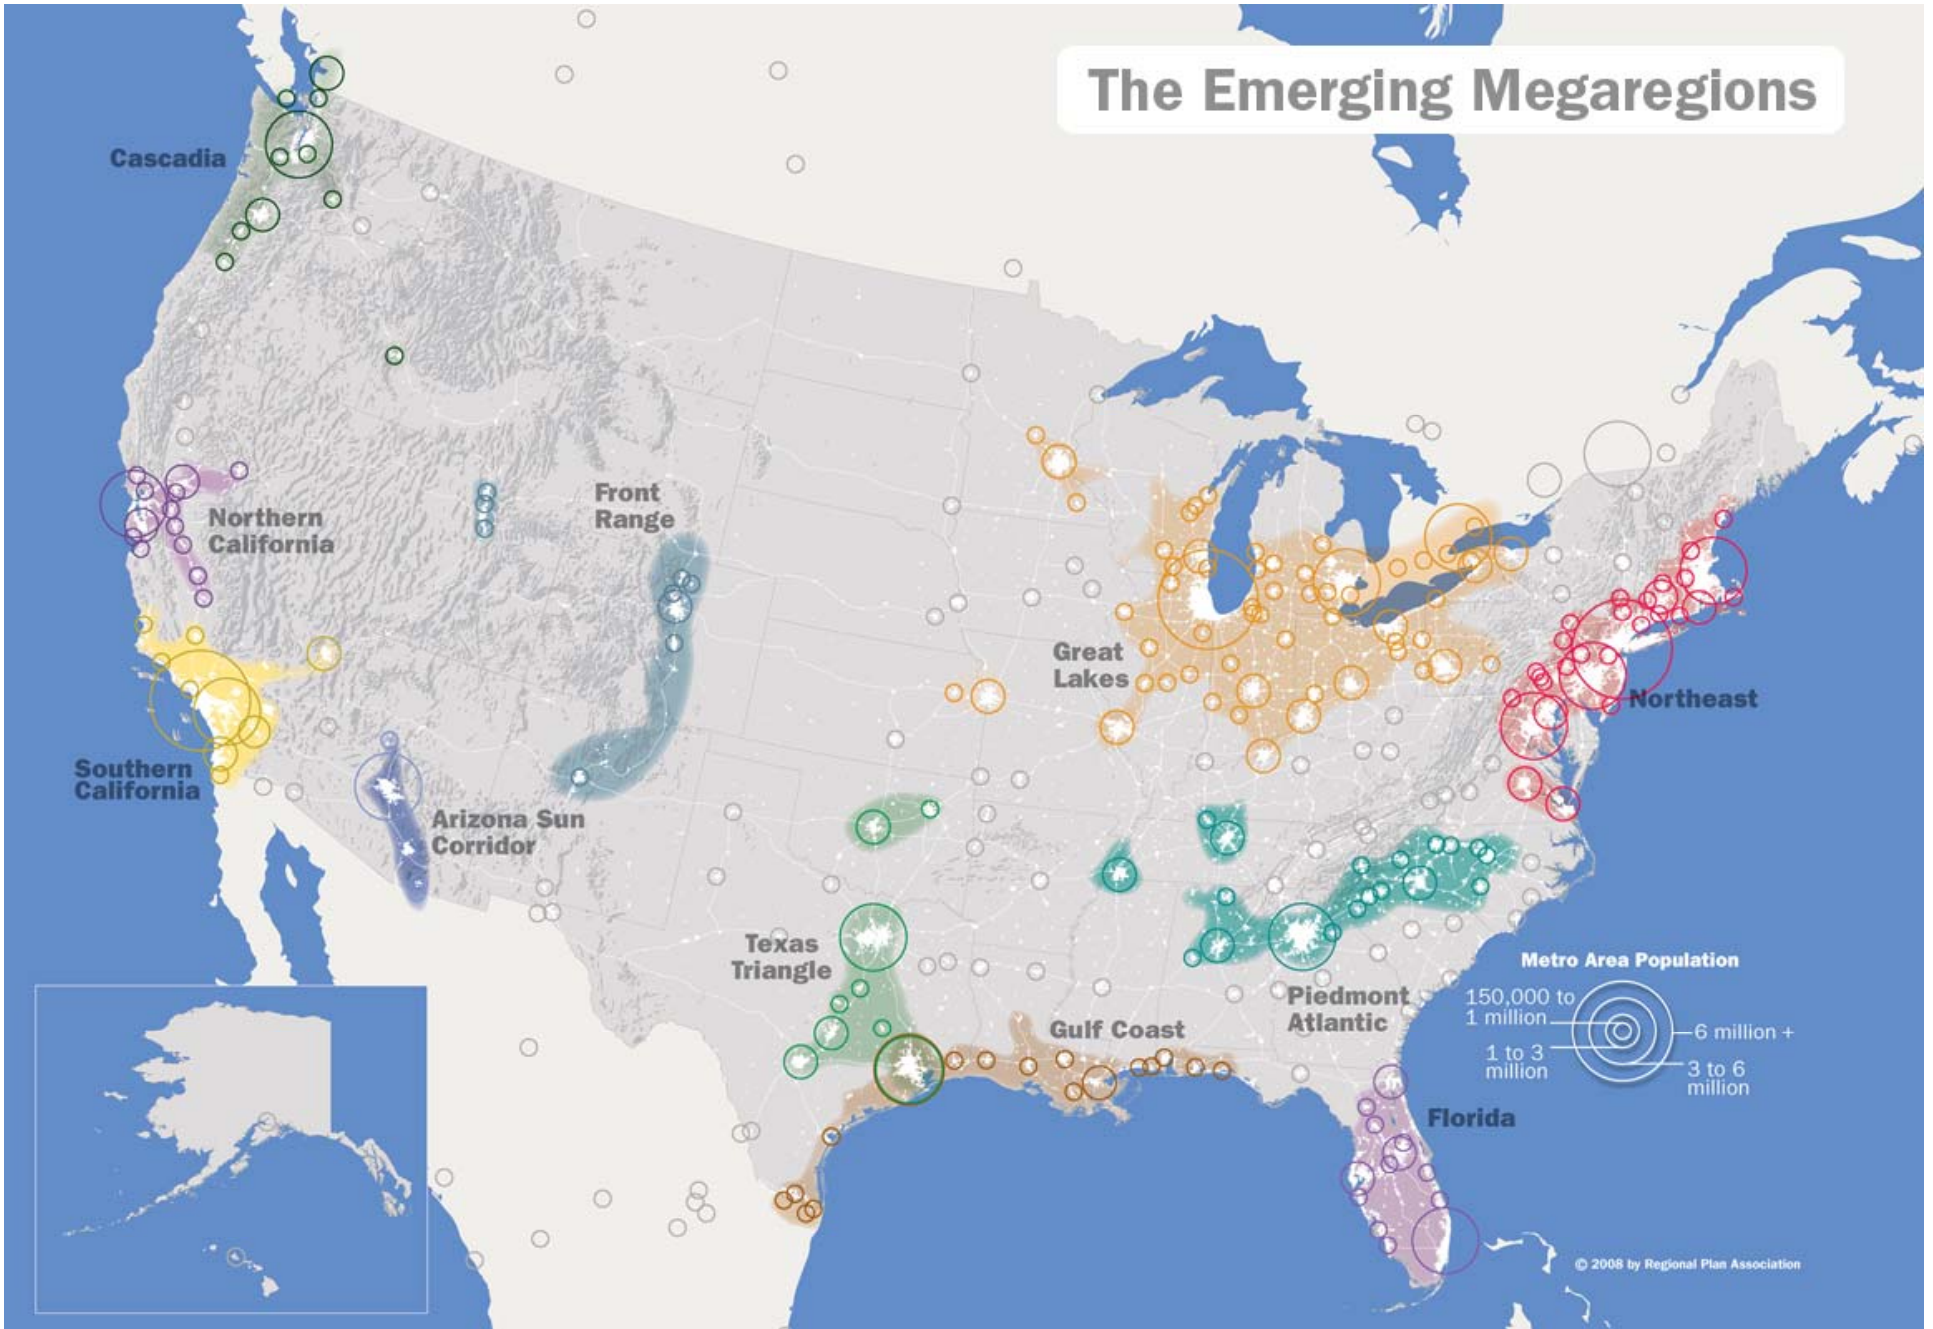 The Emerging Megaregions
Cascadia
Front
Range
Northern
California
Great
Lakes
Northeast
Southern
California
Arizona Sun
Corridor
Texas
Triangle
Gulf Coast
Piedmont
Atlantic
Florida
Metro Area Population
150,000 to
1 million
6 million +
1 to 3
million
3 to 6
million
© 2008 by Regional Plan Association